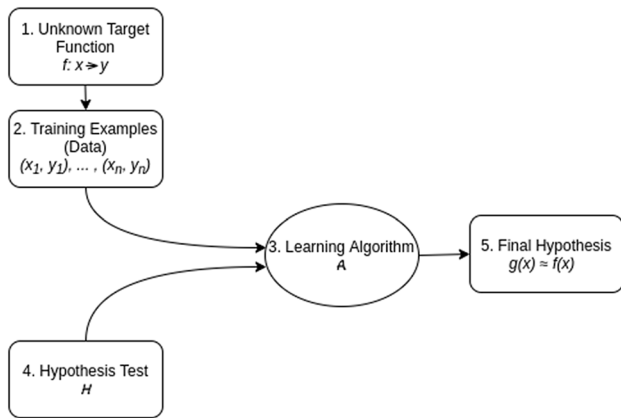 1. Unknown Target
Function
f: x➔y
2. Training Examples
(Data)
(x₁, y₁), ... , (xₙ, yₙ)
3. Learning Algorithm
A
5. Final Hypothesis
g(x) ≈ f(x)
4. Hypothesis Test
H